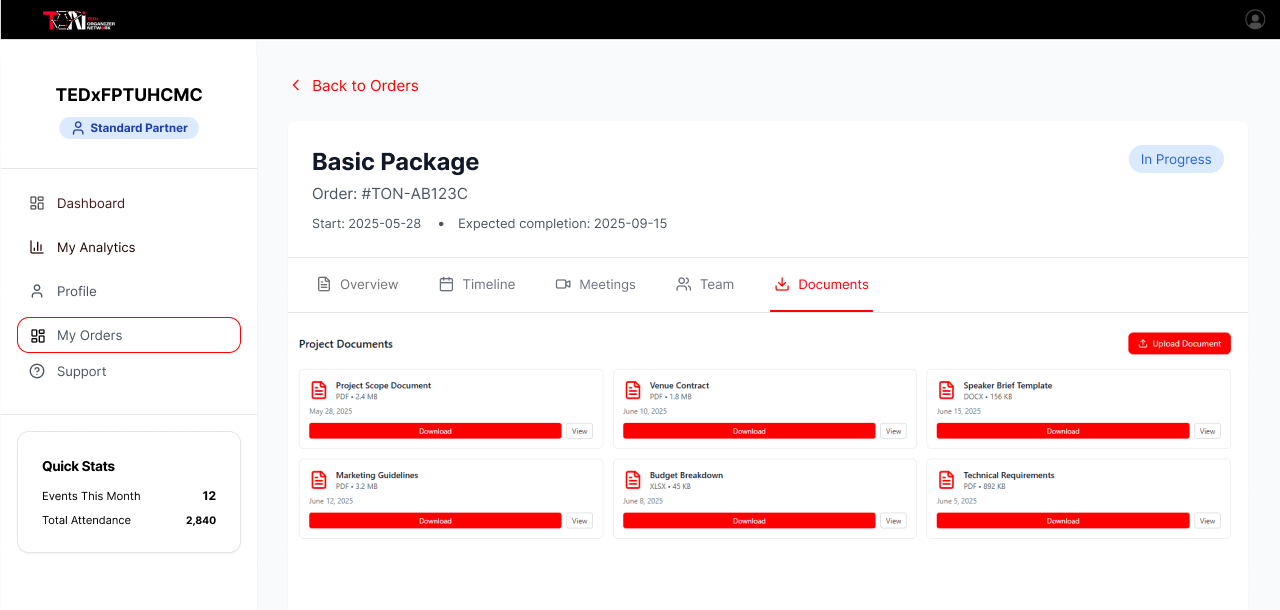 TEDx
ORGANIZER
NETWORK
TEDxFPTUHCMC
Standard Partner
Dashboard
My Analytics
Profile
My Orders
Support
Quick Stats
Events This Month 12
Total Attendance 2,840
Back to Orders
Basic Package
In Progress
Order: #TON-AB123C
Start: 2025-05-28 • Expected completion: 2025-09-15
Overview Timeline Meetings Team Documents
Project Documents
Upload Document
Project Scope Document
PDF • 2.4 MB
May 28, 2025
Download View
Venue Contract
PDF • 1.8 MB
June 10, 2025
Download View
Speaker Brief Template
DOCX • 156 KB
June 15, 2025
Download View
Marketing Guidelines
PDF • 3.2 MB
June 12, 2025
Download View
Budget Breakdown
XLSX • 45 KB
June 8, 2025
Download View
Technical Requirements
PDF • 892 KB
June 5, 2025
Download View